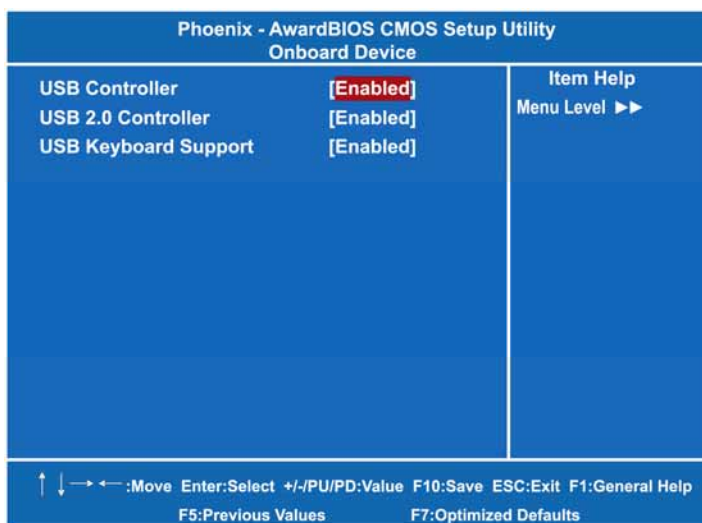 Phoenix - AwardBIOS CMOS Setup Utility
Onboard Device
USB Controller [Enabled]
USB 2.0 Controller [Enabled]
USB Keyboard Support [Enabled]
Item Help
Menu Level ►►
↑ ↓ → ← :Move Enter:Select +/-/PU/PD:Value F10:Save ESC:Exit F1:General Help
F5:Previous Values F7:Optimized Defaults